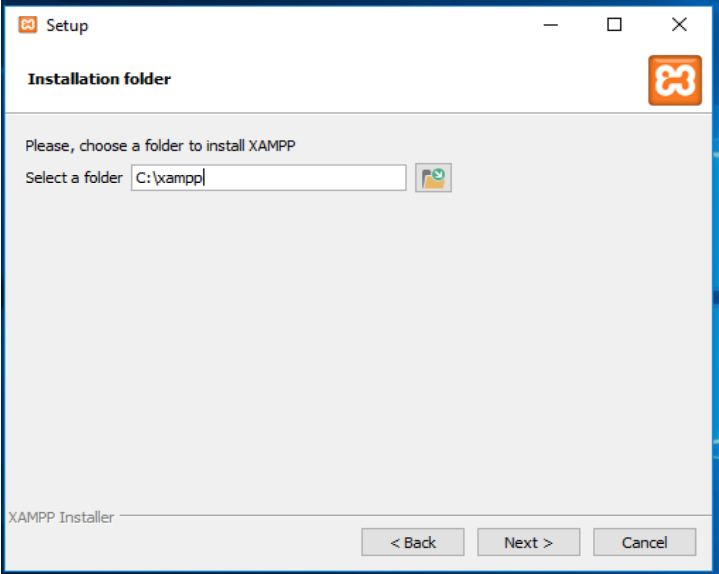 Setup
Installation folder
Please, choose a folder to install XAMPP
Select a folder C:\xampp
XAMPP Installer
< Back Next > Cancel